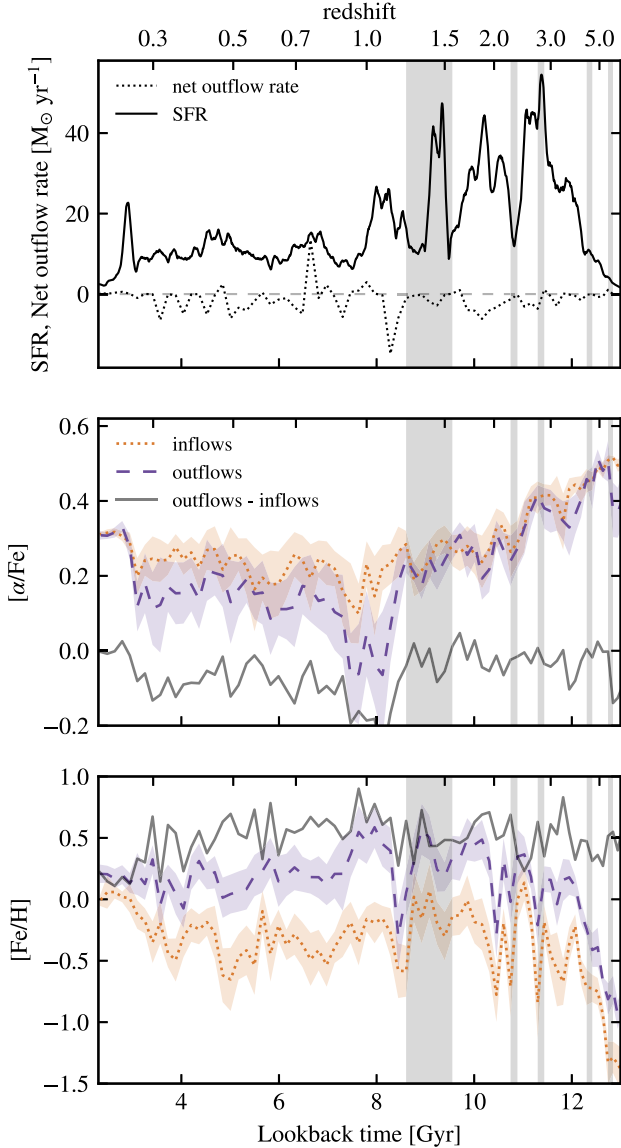 redshift
0.3 0.5 0.7 1.0 1.5 2.0 3.0 5.0
SFR, Net outflow rate [M⊙ yr⁻¹]
40
20
0
net outflow rate
SFR
[α/Fe]
0.6
0.4
0.2
0.0
−0.2
inflows
outflows
outflows - inflows
[Fe/H]
1.0
0.5
0.0
−0.5
−1.0
−1.5
4 6 8 10 12
Lookback time [Gyr]